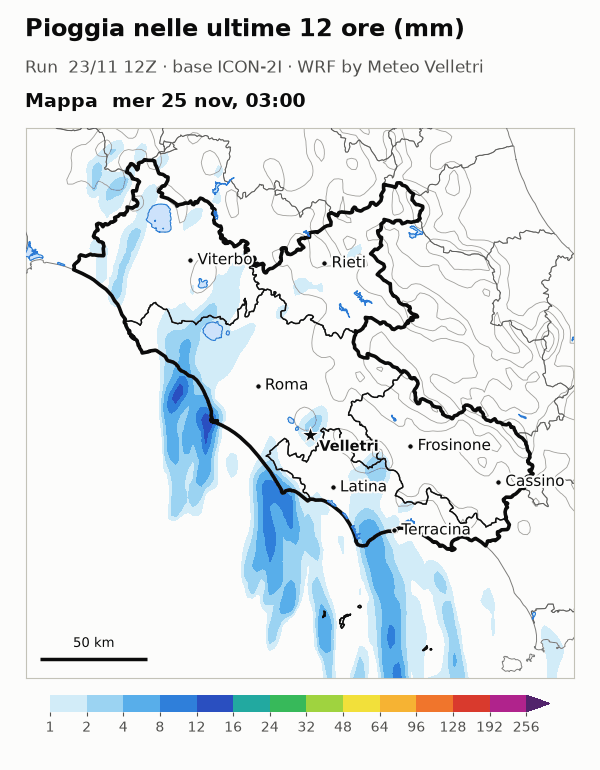 Pioggia nelle ultime 12 ore (mm)
Run 23/11 12Z · base ICON-2I · WRF by Meteo Velletri
Mappa mer 25 nov, 03:00
Viterbo
Rieti
Roma
Velletri
Frosinone
Latina
Cassino
Terracina
50 km
1 2 4 8 12 16 24 32 48 64 96 128 192 256